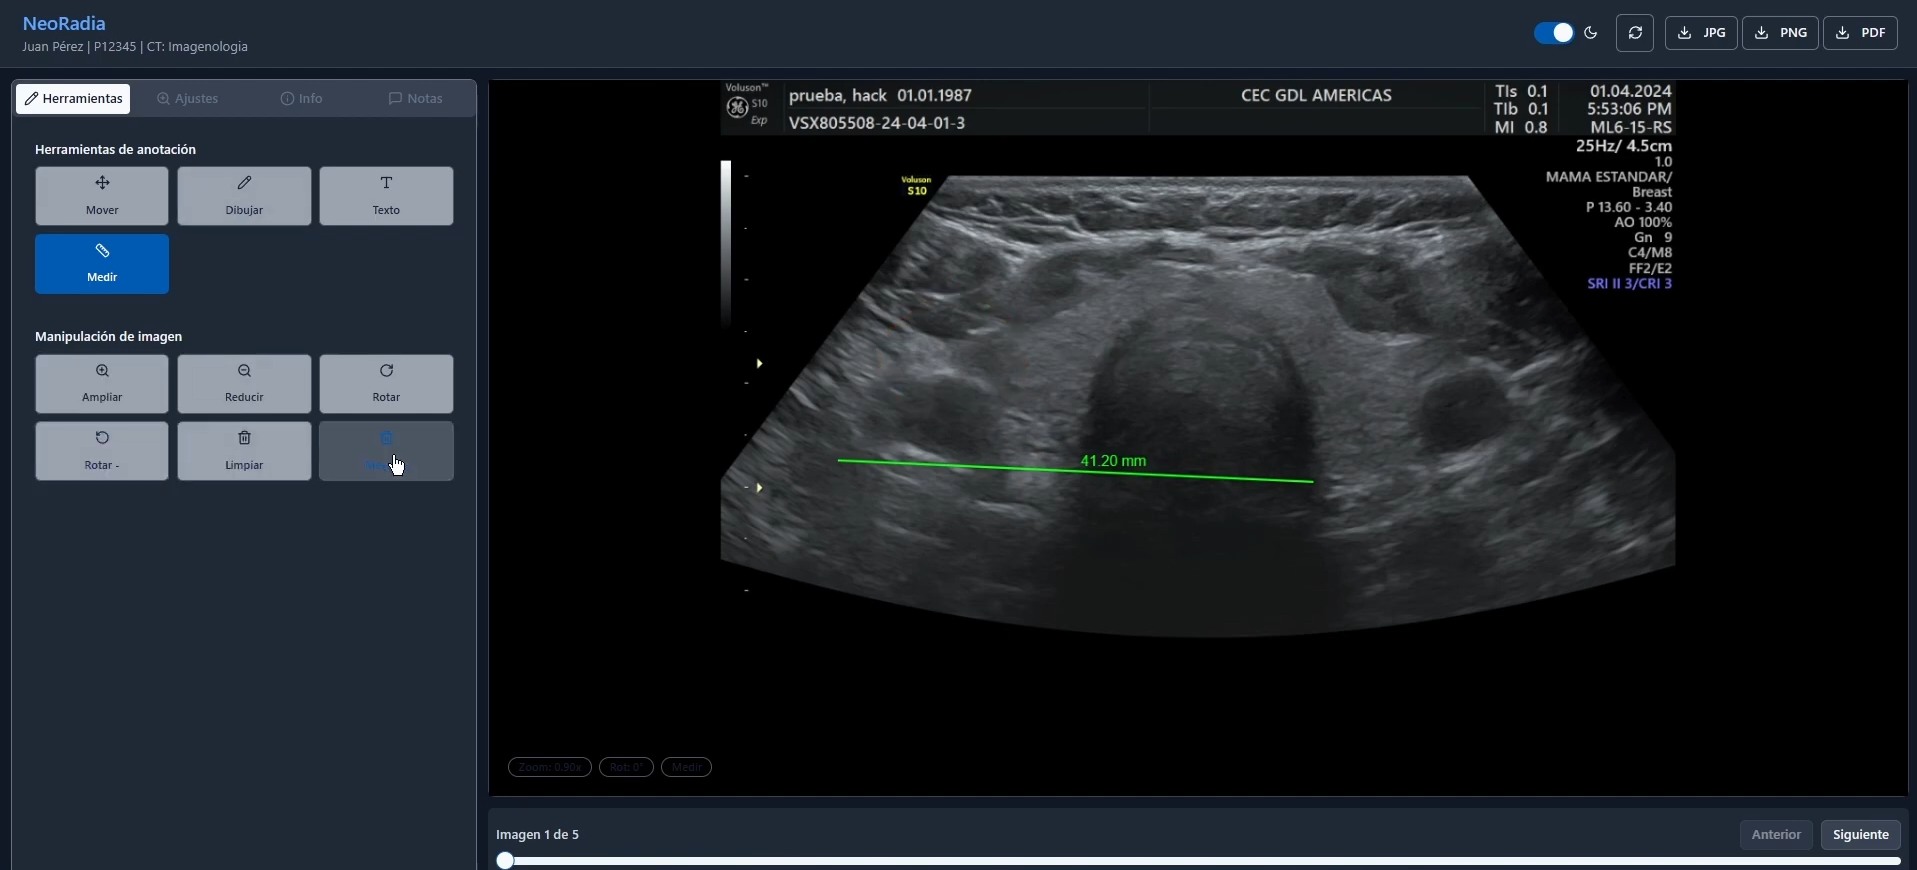 NeoRadia
Juan Pérez | P12345 | CT: Imagenologia
JPG
PNG
PDF
Herramientas
Ajustes
Info
Notas
Herramientas de anotación
Mover
Dibujar
Texto
Medir
Manipulación de imagen
Ampliar
Reducir
Rotar
Rotar -
Limpiar
Voluson™
S10
Exp
prueba, hack 01.01.1987
VSX805508-24-04-01-3
CEC GDL AMERICAS
TIs 0.1
TIb 0.1
MI 0.8
01.04.2024
5:53:06 PM
ML6-15-RS
25Hz/ 4.5cm
1.0
MAMA ESTANDAR/
Breast
P 13.60 - 3.40
AO 100%
Gn 9
C4/M8
FF2/E2
SRI II 3/CRI 3
Voluson
S10
41.20 mm
Zoom: 0.90x
Rot: 0°
Medir
Imagen 1 de 5
Anterior
Siguiente